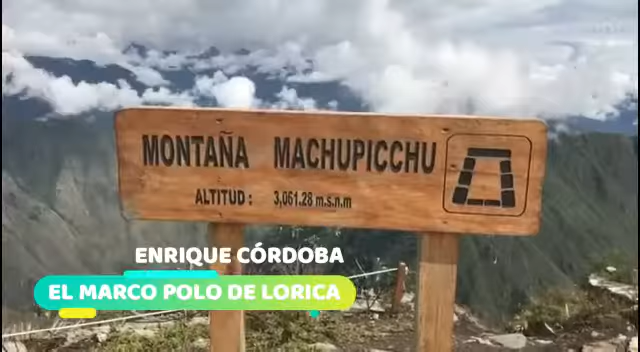 MONTAÑA MACHUPICCHU
ALTITUD: 3,061.28 m.s.n.m
ENRIQUE CÓRDOBA
EL MARCO POLO DE LORICA